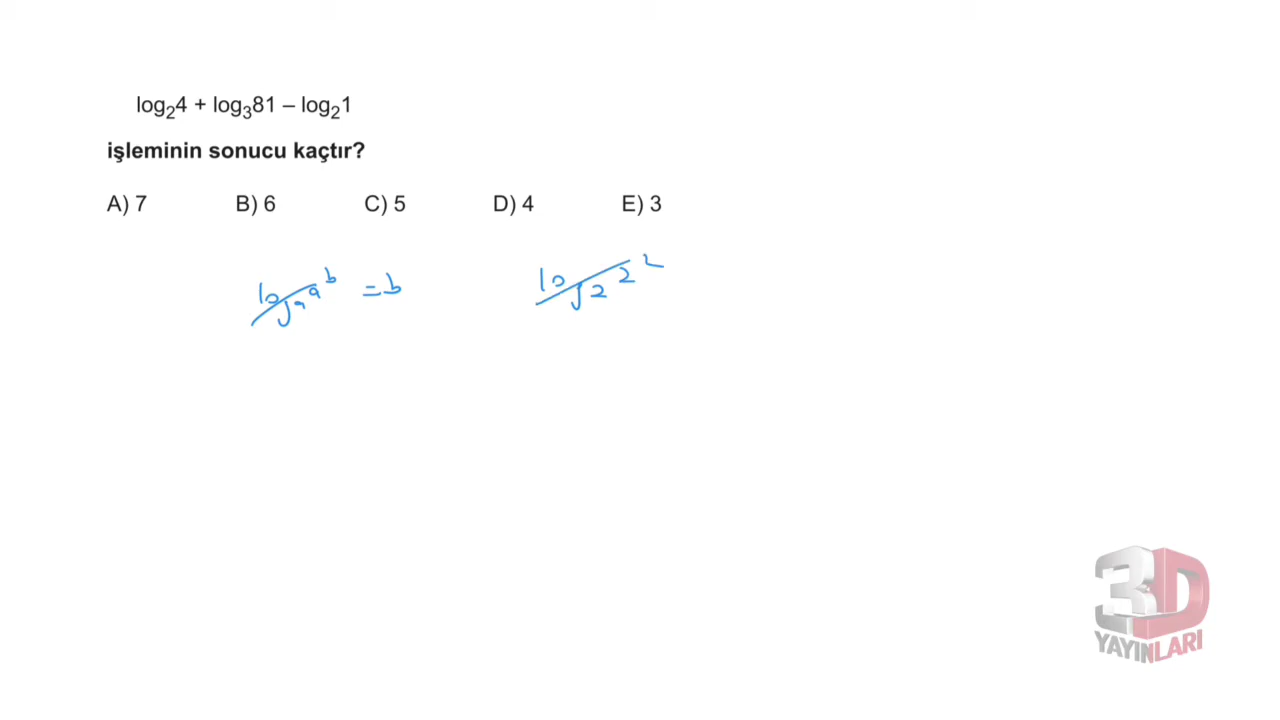 log₂4 + log₃81 – log₂1
işleminin sonucu kaçtır?
A) 7 B) 6 C) 5 D) 4 E) 3
logₐaᵇ = b log₂2²
3D
YAYINLARI